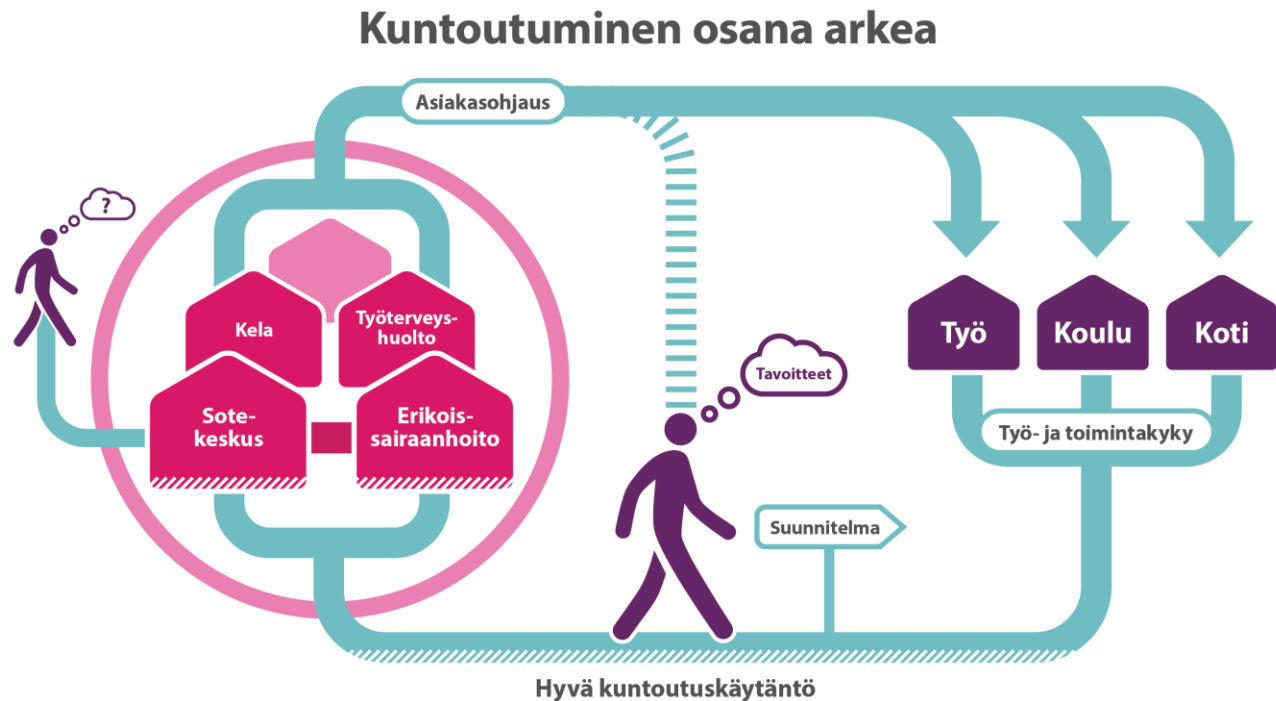 Kuntoutuminen osana arkea
Asiakasohjaus
?
Kela
Työterveys-
huolto
Sote-
keskus
Erikois-
sairaanhoito
Tavoitteet
Suunnitelma
Työ
Koulu
Koti
Työ- ja toimintakyky
Hyvä kuntoutuskäytäntö